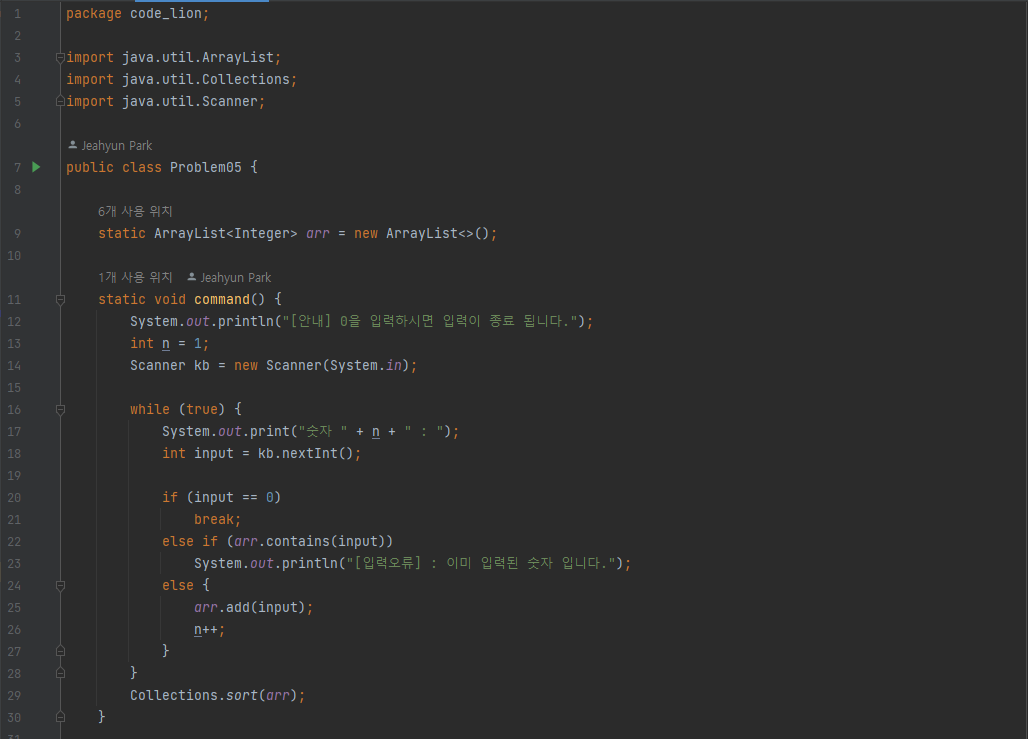 1 package code_lion;
2
3 import java.util.ArrayList;
4 import java.util.Collections;
5 import java.util.Scanner;
6
Jeahyun Park
7 public class Problem05 {
8
6개 사용 위치
9 static ArrayList<Integer> arr = new ArrayList<>();
10
1개 사용 위치 Jeahyun Park
11 static void command() {
12 System.out.println("[안내] 0을 입력하시면 입력이 종료 됩니다.");
13 int n = 1;
14 Scanner kb = new Scanner(System.in);
15
16 while (true) {
17 System.out.print("숫자 " + n + " : ");
18 int input = kb.nextInt();
19
20 if (input == 0)
21 break;
22 else if (arr.contains(input))
23 System.out.println("[입력오류] : 이미 입력된 숫자 입니다.");
24 else {
25 arr.add(input);
26 n++;
27 }
28 }
29 Collections.sort(arr);
30 }
31